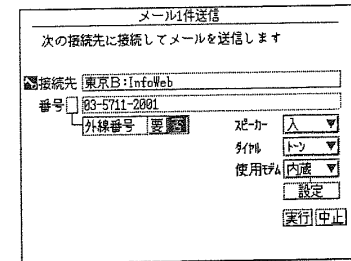 メール1件送信
次の接続先に接続してメールを送信します
接続先 東京B:InfoWeb
番号 03-5711-2001
外線番号 要 否
スピーカー 入 ▼
ダイヤル トーン ▼
使用モデム 内蔵 ▼
設定
実行 中止